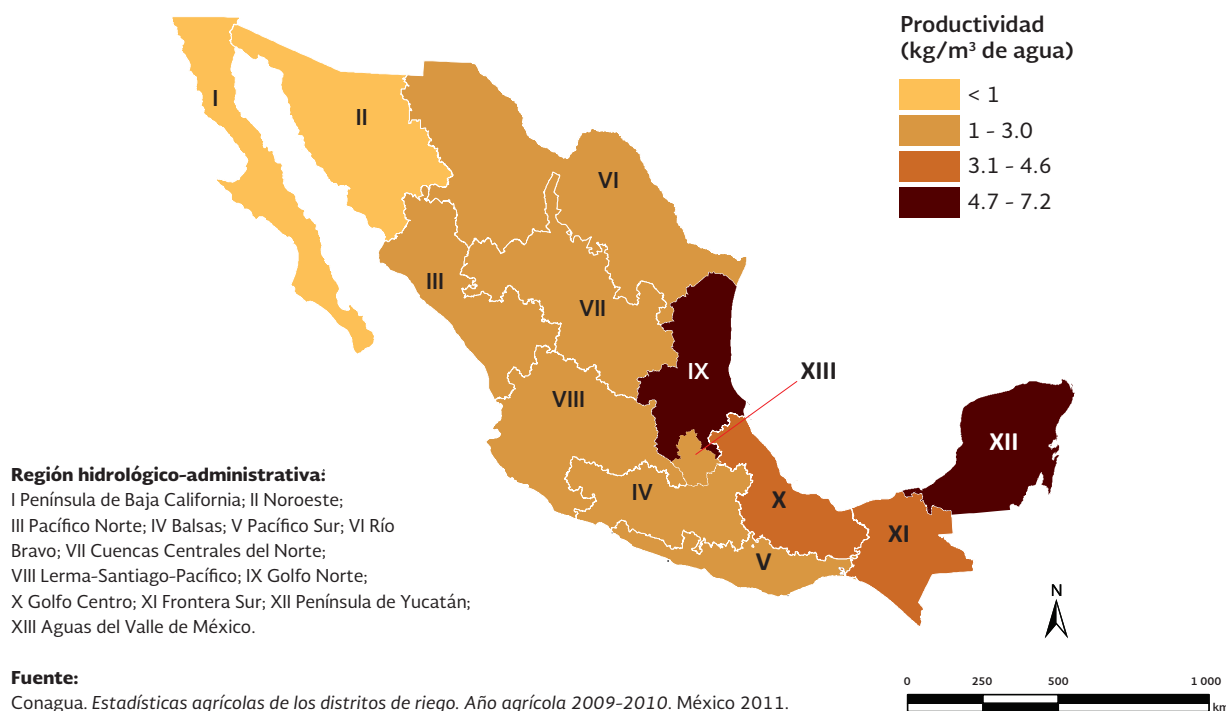 Productividad
(kg/m³ de agua)
< 1
1 - 3.0
3.1 - 4.6
4.7 - 7.2
I
II
VI
III
VII
IX
XIII
VIII
XII
IV
X
XI
V
Región hidrológico-administrativa:
I Península de Baja California; II Noroeste;
III Pacífico Norte; IV Balsas; V Pacífico Sur; VI Río
Bravo; VII Cuencas Centrales del Norte;
VIII Lerma-Santiago-Pacífico; IX Golfo Norte;
X Golfo Centro; XI Frontera Sur; XII Península de Yucatán;
XIII Aguas del Valle de México.
N
Fuente:
Conagua. Estadísticas agrícolas de los distritos de riego. Año agrícola 2009-2010. México 2011.
0 250 500 1 000
km